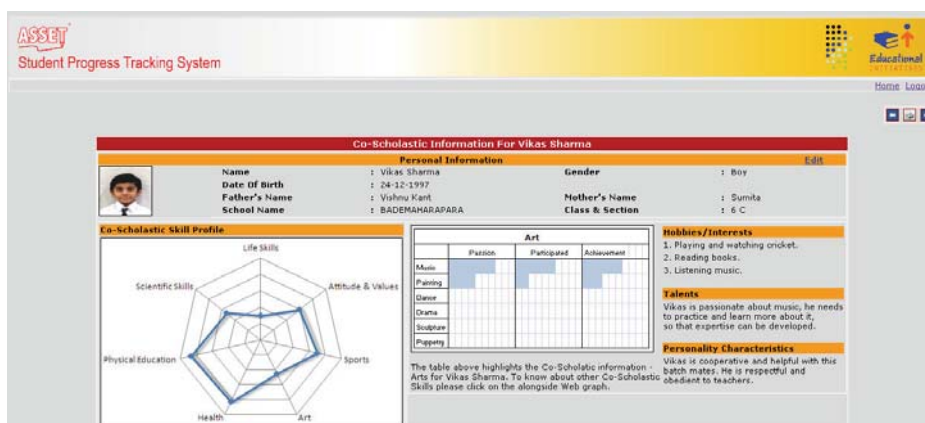 ASSET
Student Progress Tracking System
Educational
INITIATIVES
Home Logo
Co-Scholastic Information For Vikas Sharma
Personal Information Edit
Name : Vikas Sharma Gender : Boy
Date Of Birth : 24-12-1997
Father's Name : Vishnu Kant Mother's Name : Sumita
School Name : BADEMAHARAPARA Class & Section : 6 C
Co-Scholastic Skill Profile
Life Skills
Attitude & Values
Sports
Art
Health
Physical Education
Scientific Skills
Art
Passion Participated Achievement
Music
Painting
Dance
Drama
Sculpture
Puppetry
The table above highlights the Co-Scholatic information -
Arts for Vikas Sharma. To know about other Co-Scholastic
Skills please click on the alongside Web graph.
Hobbies/Interests
1. Playing and watching cricket.
2. Reading books.
3. Listening music.
Talents
Vikas is passionate about music, he needs
to practice and learn more about it,
so that expertise can be developed.
Personality Characteristics
Vikas is cooperative and helpful with this
batch mates. He is respectful and
obedient to teachers.